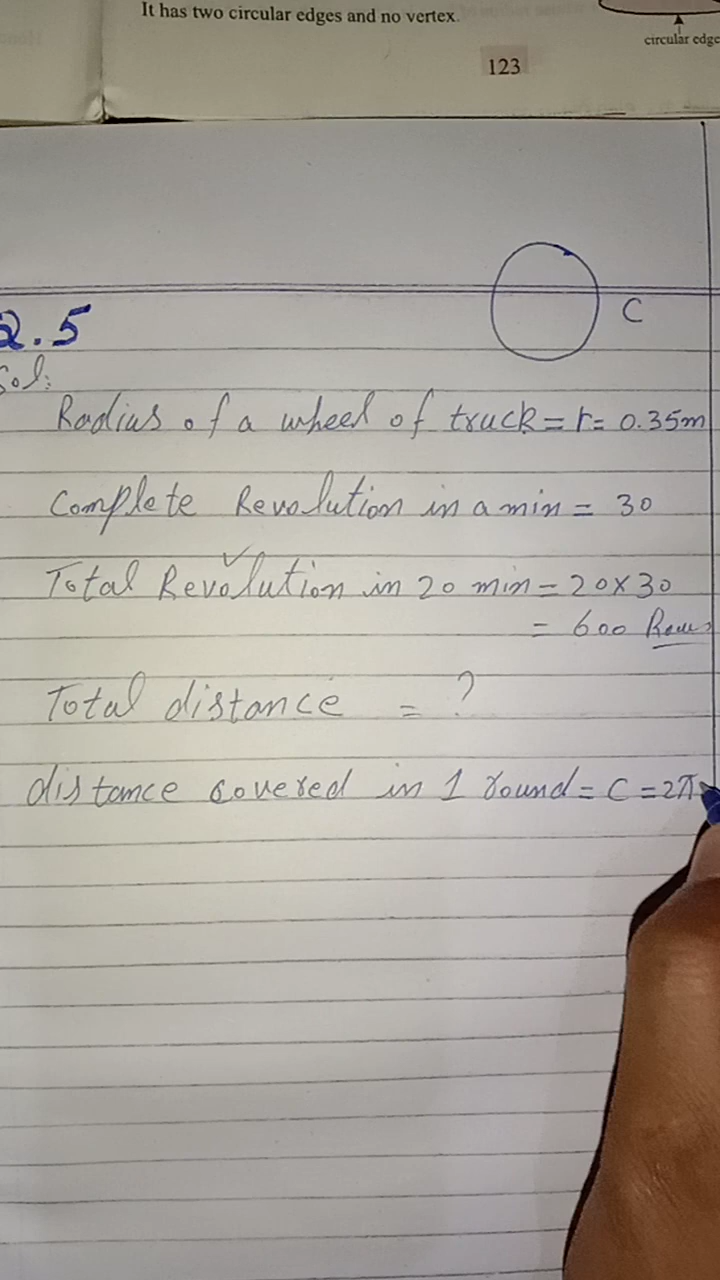 It has two circular edges and no vertex.
circular edge
123
C
Q.5
Sol:
Radius of a wheel of truck = r = 0.35m
Complete Revolution in a min = 30
Total Revolution in 20 min = 20 x 30
= 600
Total distance = ?
distance covered in 1 round = C = 2π